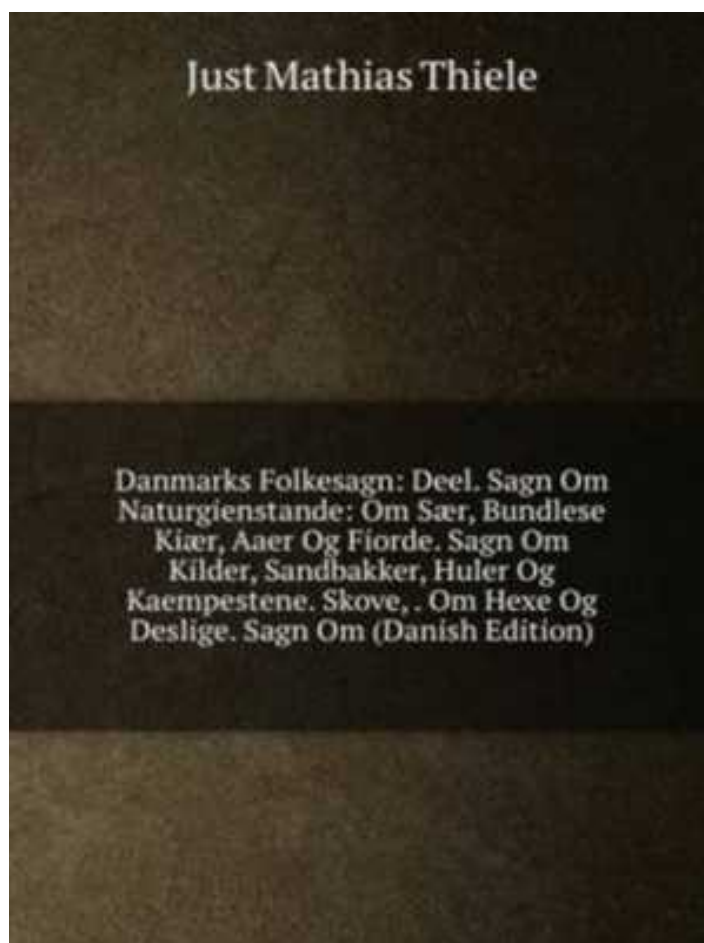 Just Mathias Thiele
Danmarks Folkesagn: Deel. Sagn Om
Naturgienstande: Om Sær, Bundlese
Kiær, Aaer Og Fiorde. Sagn Om
Kilder, Sandbakker, Huler Og
Kaempestene. Skove, . Om Hexe Og
Deslige. Sagn Om (Danish Edition)